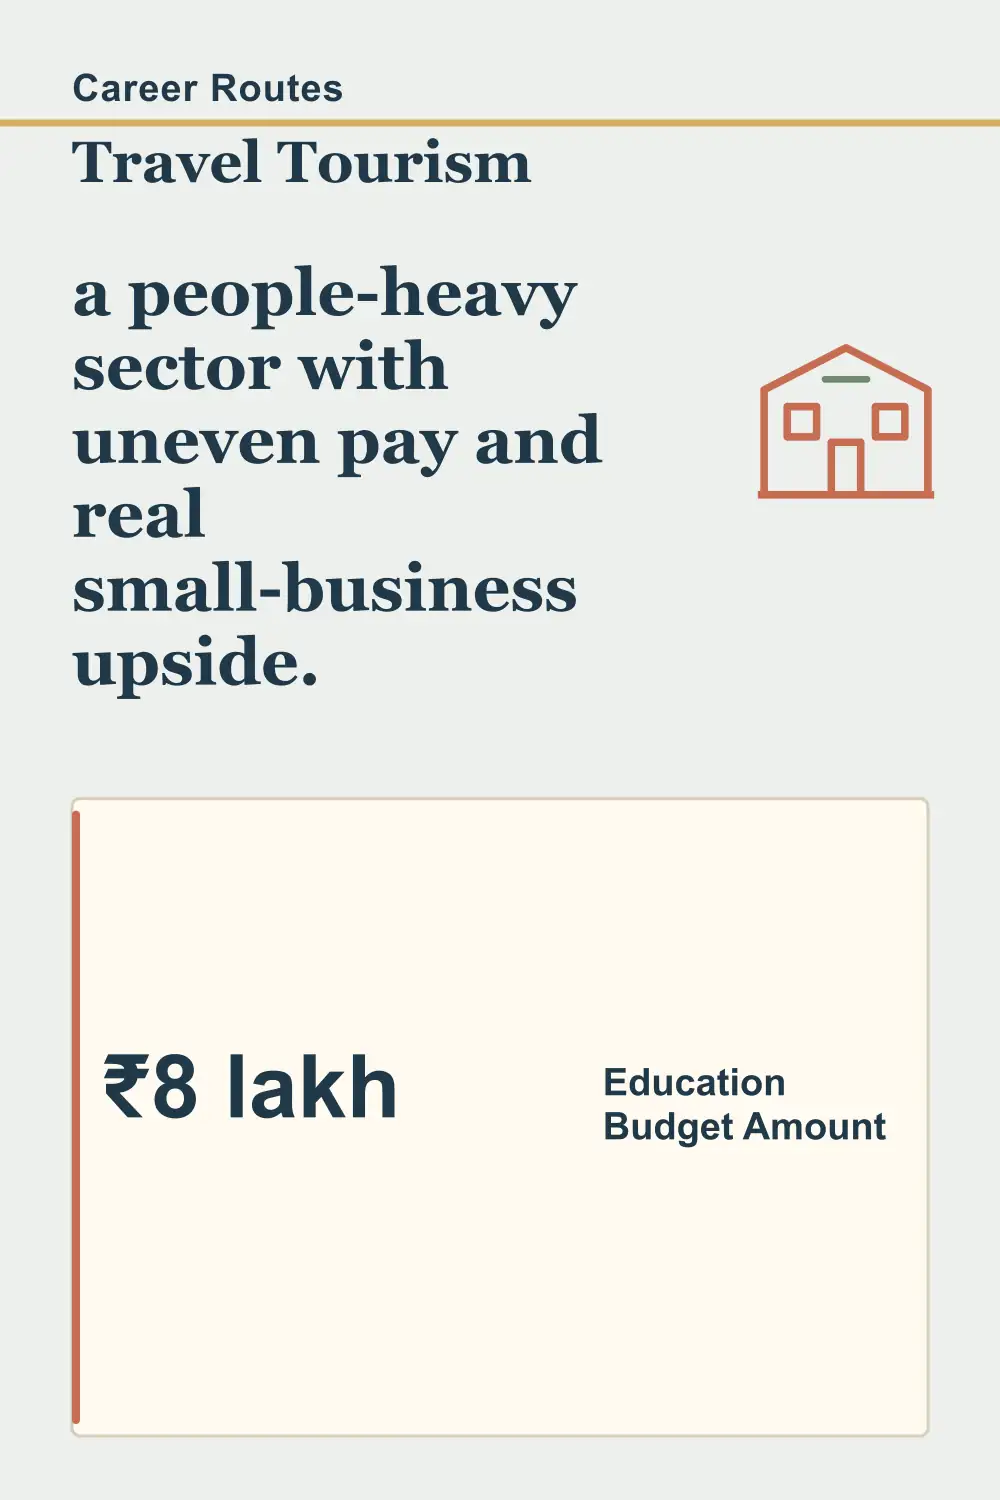 Career Routes
Travel Tourism
a people-heavy
sector with
uneven pay and
real
small-business
upside.
₹8 lakh
Education
Budget Amount